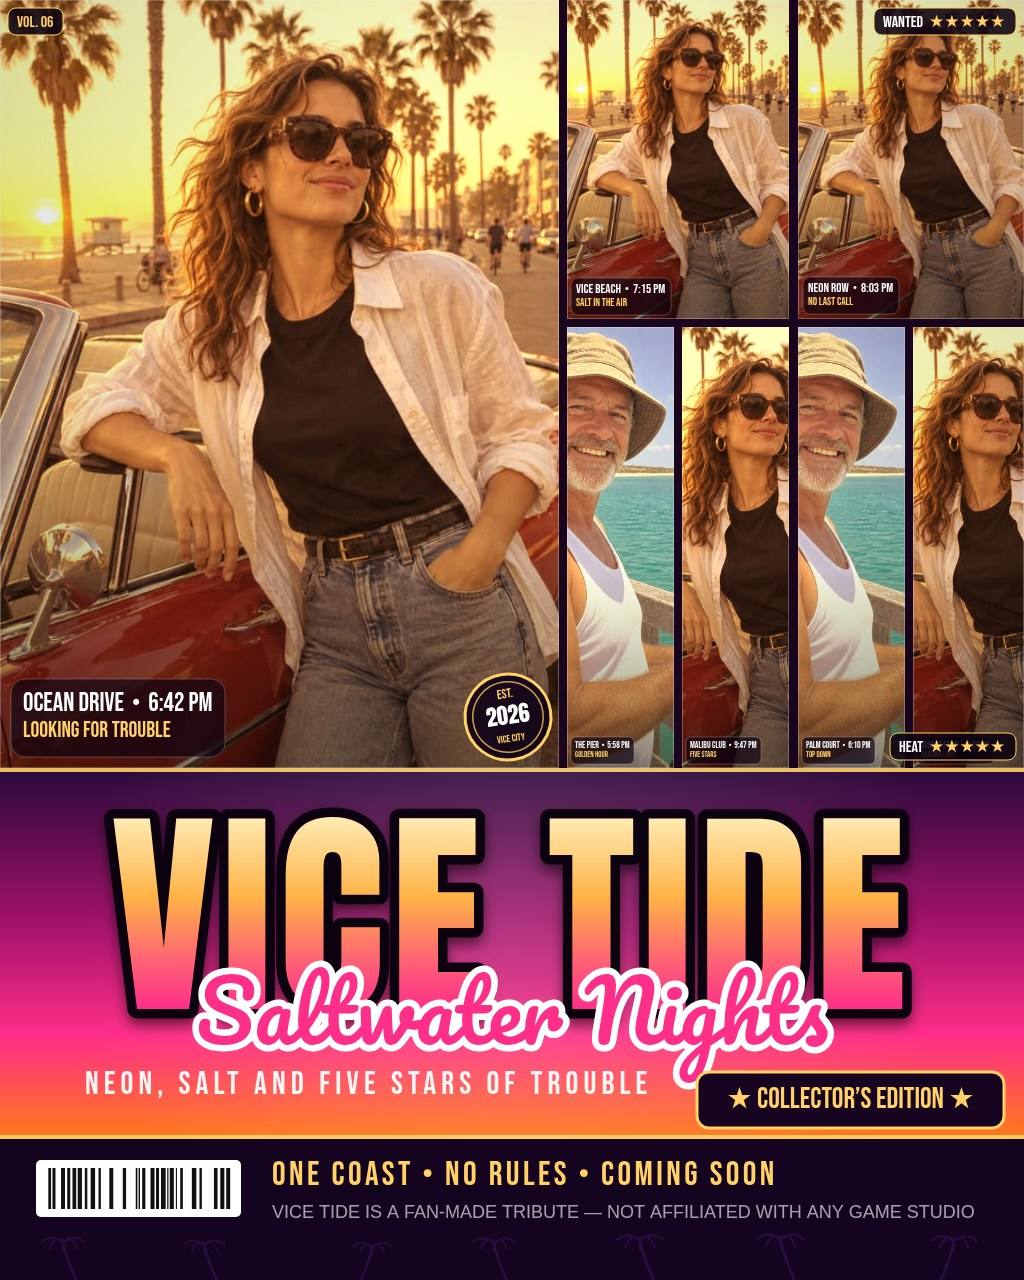 VOL. 06
WANTED ★★★★★
VICE BEACH • 7:15 PM
SALT IN THE AIR
NEON ROW • 8:03 PM
NO LAST CALL
OCEAN DRIVE • 6:42 PM
LOOKING FOR TROUBLE
EST.
2026
VICE CITY
THE PIER • 5:58 PM
GOLDEN HOUR
MALIBU CLUB • 9:47 PM
FIVE STARS
PALM COURT • 6:10 PM
TOP DOWN
HEAT ★★★★★
VICE TIDE
Saltwater Nights
NEON, SALT AND FIVE STARS OF TROUBLE
★ COLLECTOR'S EDITION ★
ONE COAST • NO RULES • COMING SOON
VICE TIDE IS A FAN-MADE TRIBUTE — NOT AFFILIATED WITH ANY GAME STUDIO